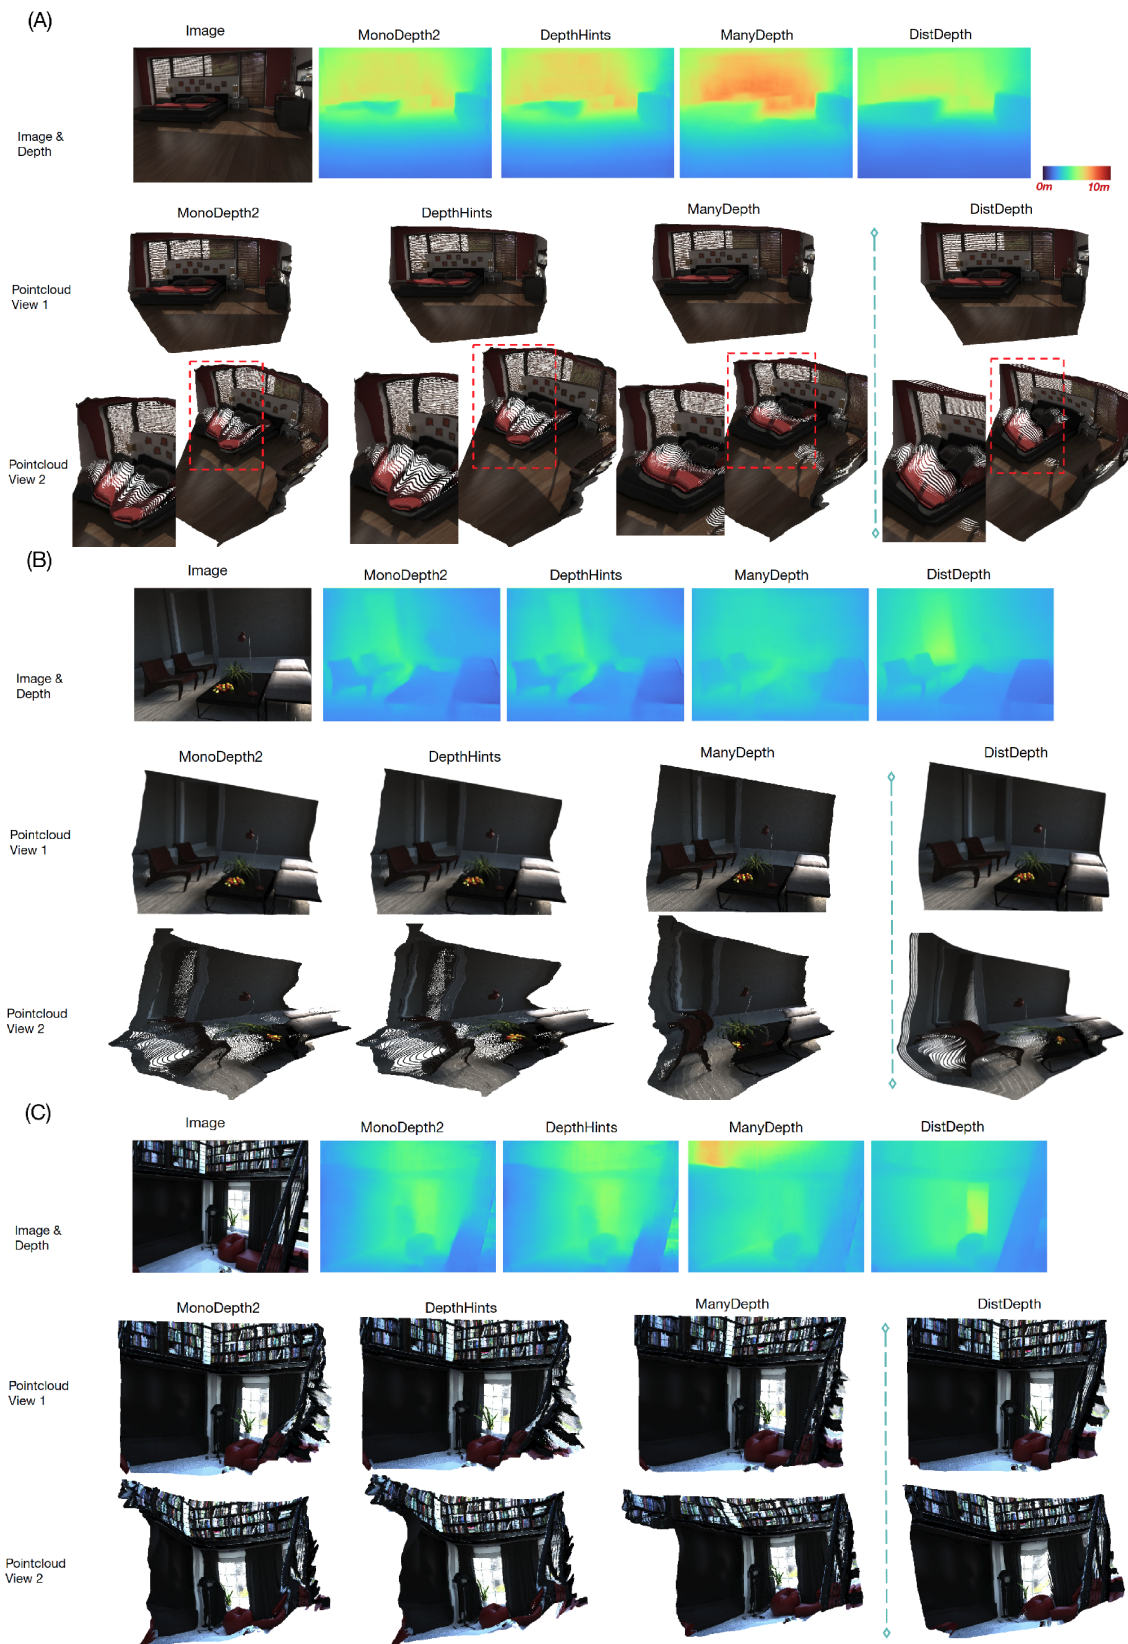 (A)
Image
MonoDepth2
DepthHints
ManyDepth
DistDepth
Image &
Depth
0m
10m
MonoDepth2
DepthHints
ManyDepth
DistDepth
Pointcloud
View 1
Pointcloud
View 2
(B)
Image
MonoDepth2
DepthHints
ManyDepth
DistDepth
Image &
Depth
MonoDepth2
DepthHints
ManyDepth
DistDepth
Pointcloud
View 1
Pointcloud
View 2
(C)
Image
MonoDepth2
DepthHints
ManyDepth
DistDepth
Image &
Depth
MonoDepth2
DepthHints
ManyDepth
DistDepth
Pointcloud
View 1
Pointcloud
View 2